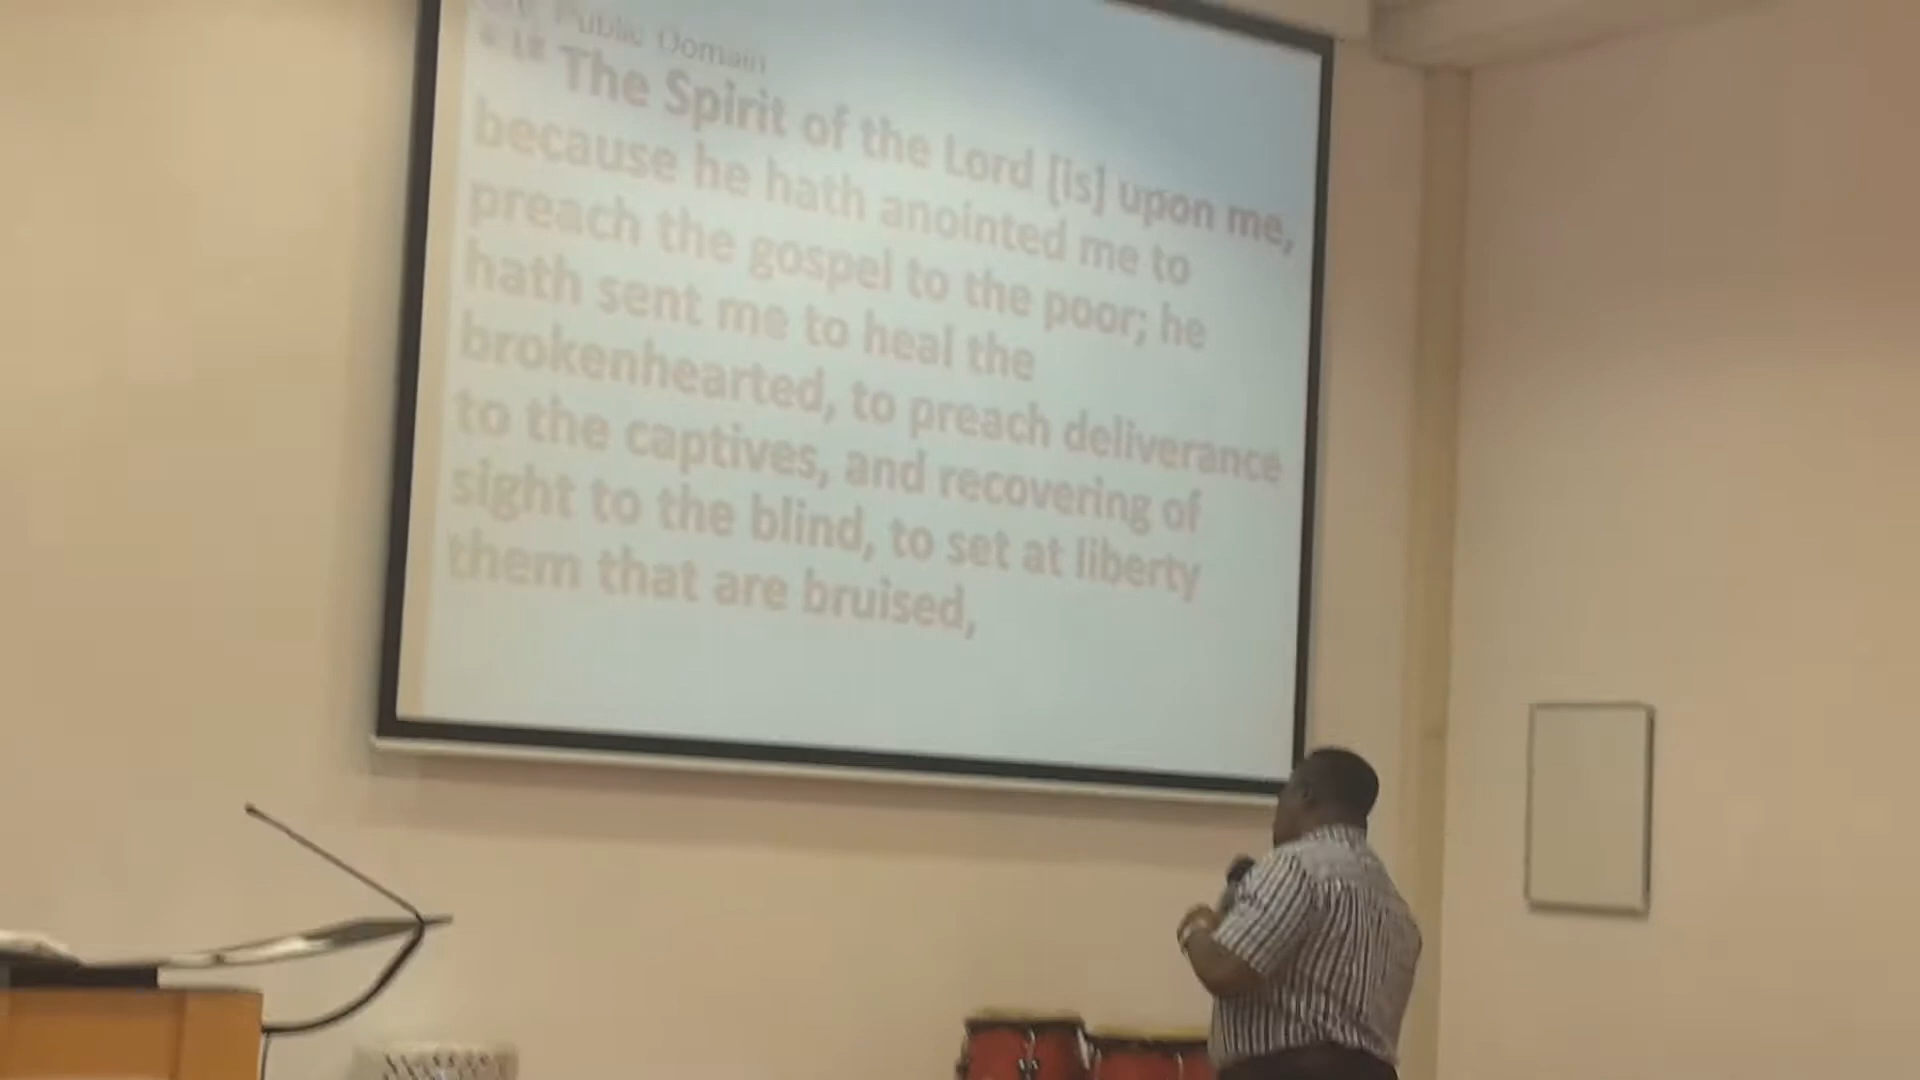 Public Domain
18 The Spirit of the Lord [is] upon me,
because he hath anointed me to
preach the gospel to the poor; he
hath sent me to heal the
brokenhearted, to preach deliverance
to the captives, and recovering of
sight to the blind, to set at liberty
them that are bruised,